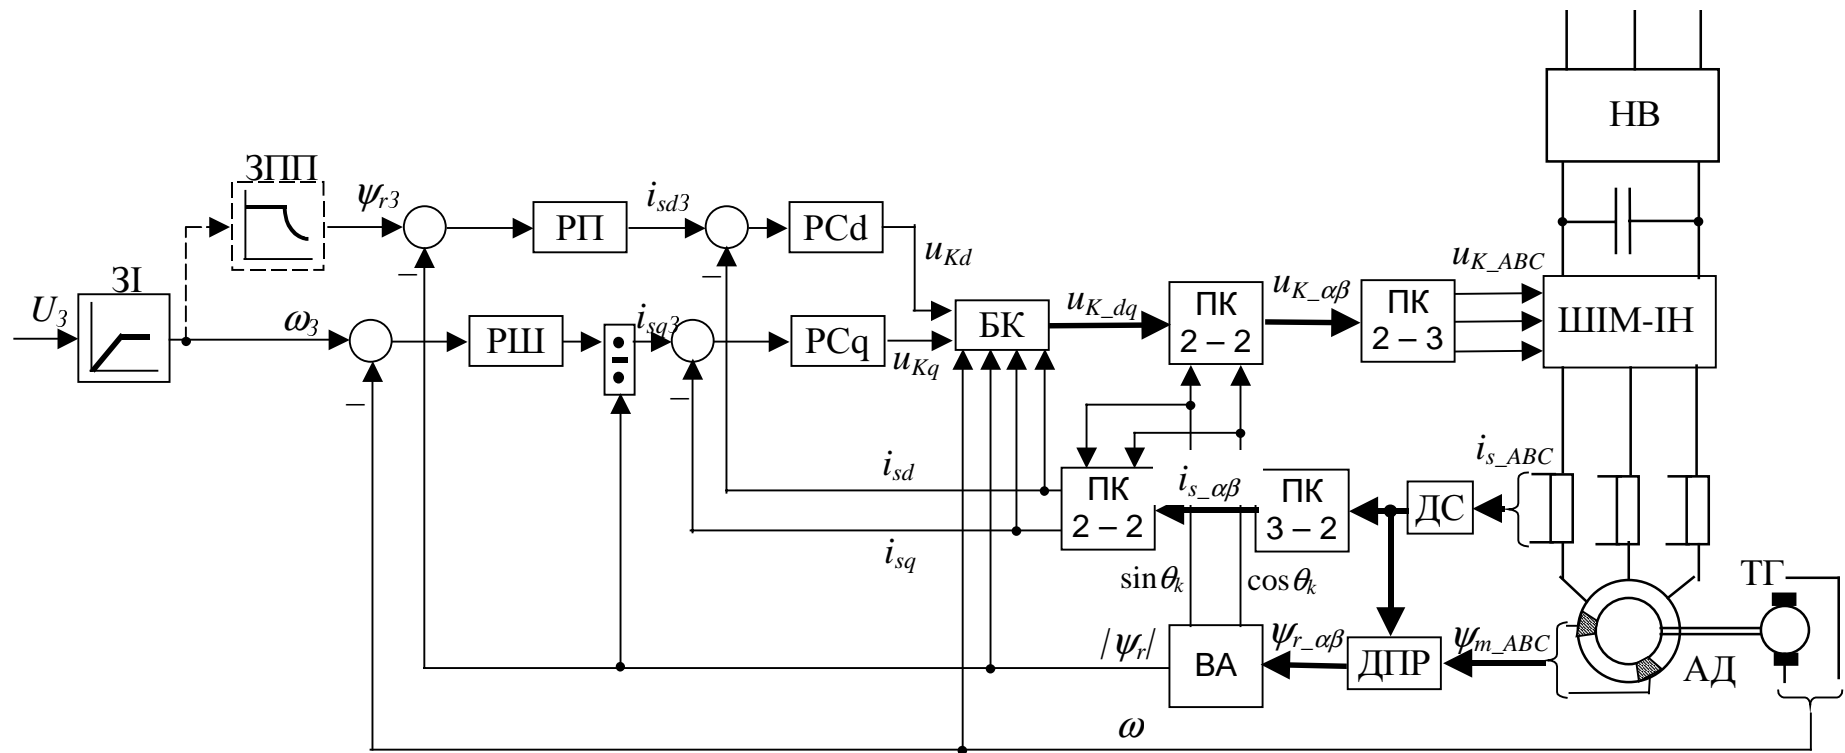 НВ
ЗПП
ψr3
isd3
РП
РСd
uKd
uK_ABC
ЗІ
U3
ω3
РШ
isq3
РСq
uKq
БК
uK_dq
ПК
2 – 2
uK_αβ
ПК
2 – 3
ШІМ-ІН
–
–
–
–
isd
isq
ПК
2 – 2
is_αβ
ПК
3 – 2
ДС
is_ABC
sinθk
cosθk
ТГ
|ψr|
ВА
ψr_αβ
ДПР
ψm_ABC
АД
ω